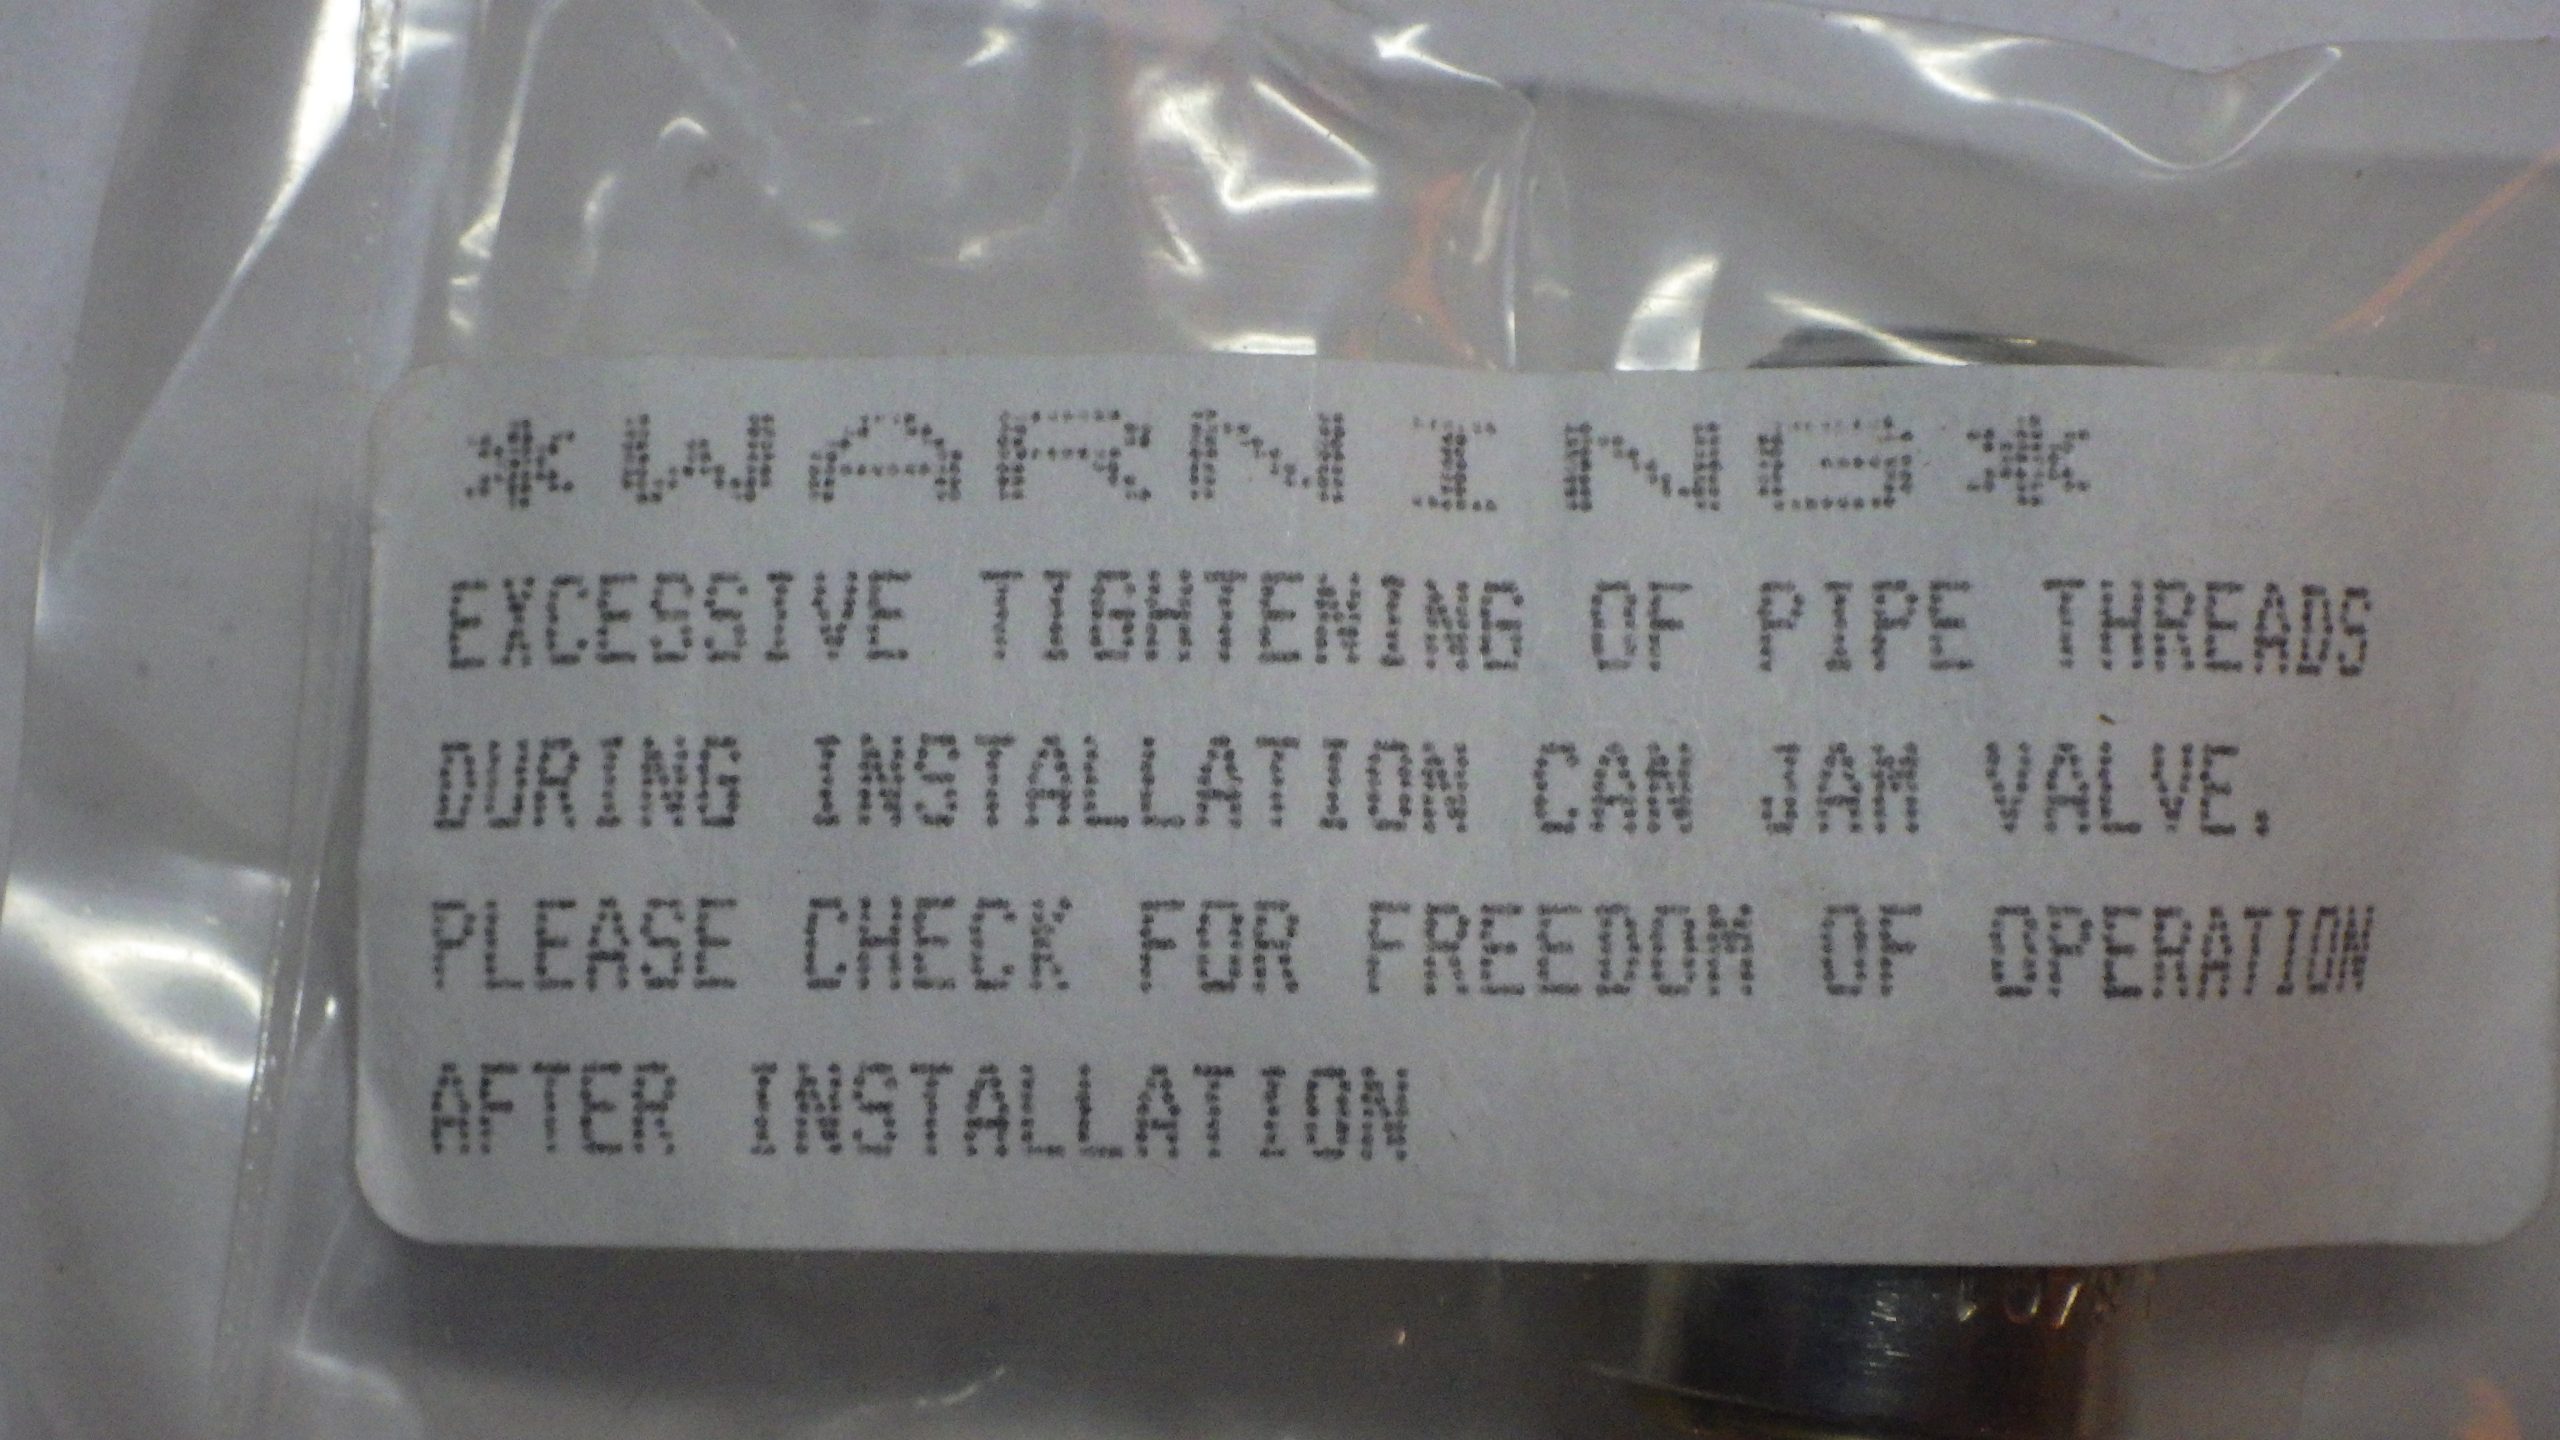 *WARNING*
EXCESSIVE TIGHTENING OF PIPE THREADS
DURING INSTALLATION CAN JAM VALVE.
PLEASE CHECK FOR FREEDOM OF OPERATION
AFTER INSTALLATION